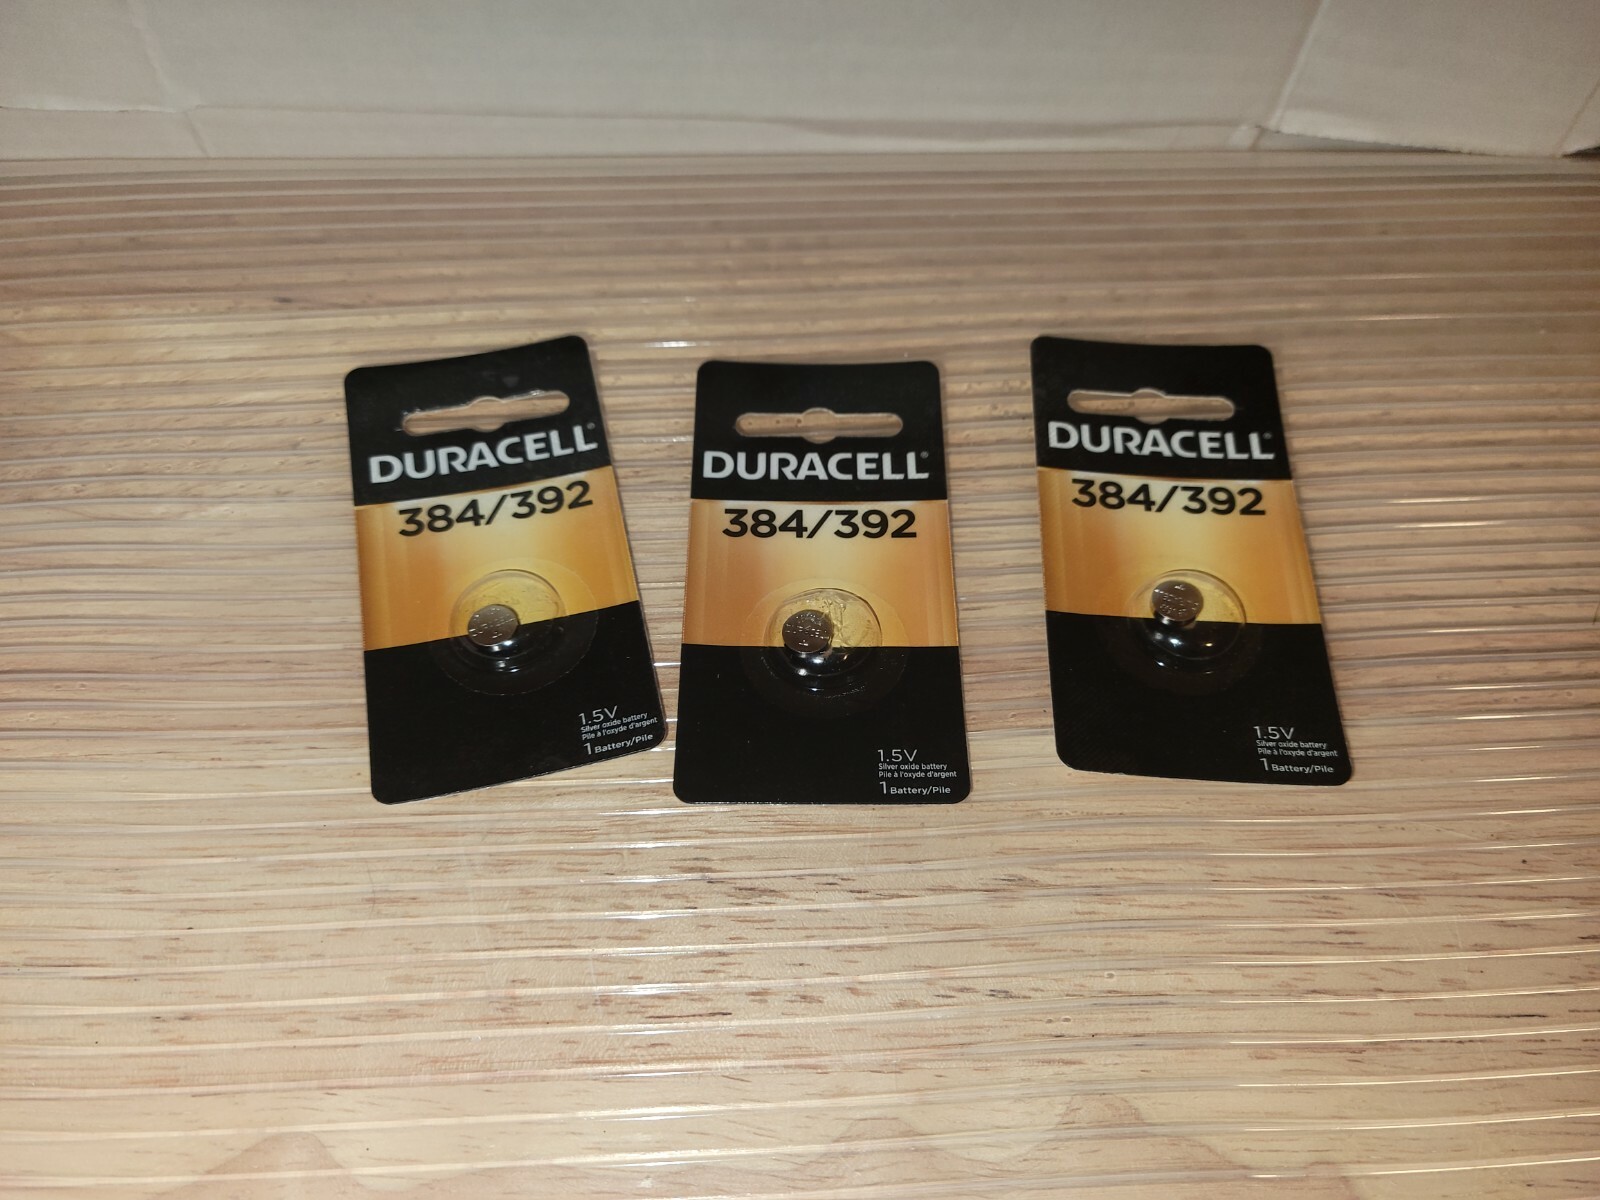 DURACELL®
384/392
1.5V
Silver oxide battery
Pile à l'oxyde d'argent
1 Battery/Pile
DURACELL®
384/392
DURACELL
1.5V
Silver oxide battery
Pile à l'oxyde d'argent
1 Battery/Pile
DURACELL®
384/392
1.5V
Silver oxide battery
Pile à l'oxyde d'argent
1 Battery/Pile